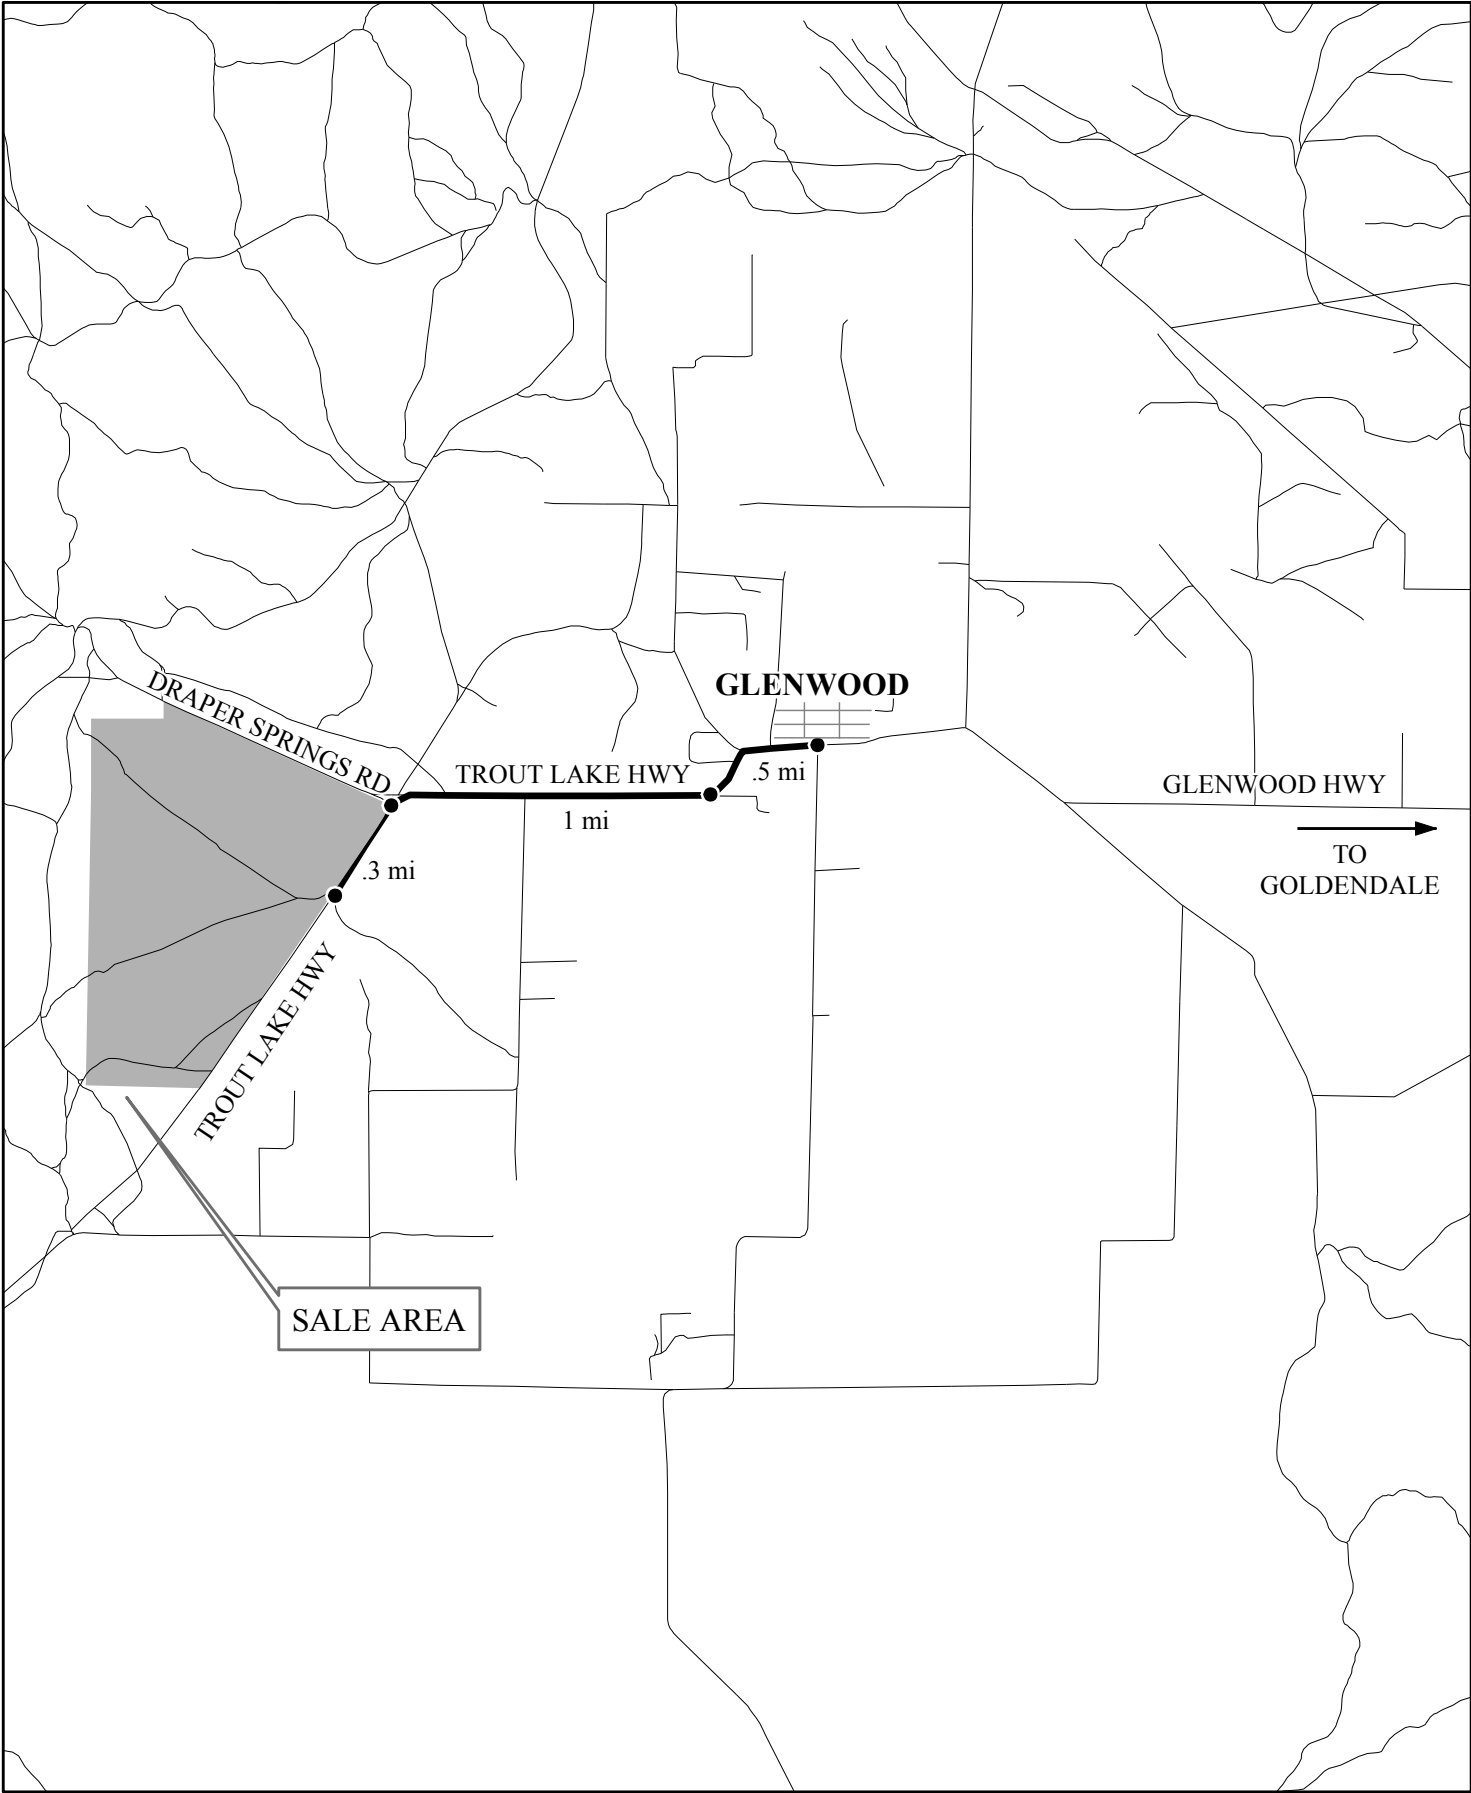 GLENWOOD
DRAPER SPRINGS RD
TROUT LAKE HWY
.5 mi
GLENWOOD HWY
1 mi
TO
GOLDENDALE
.3 mi
TROUT LAKE HWY
SALE AREA